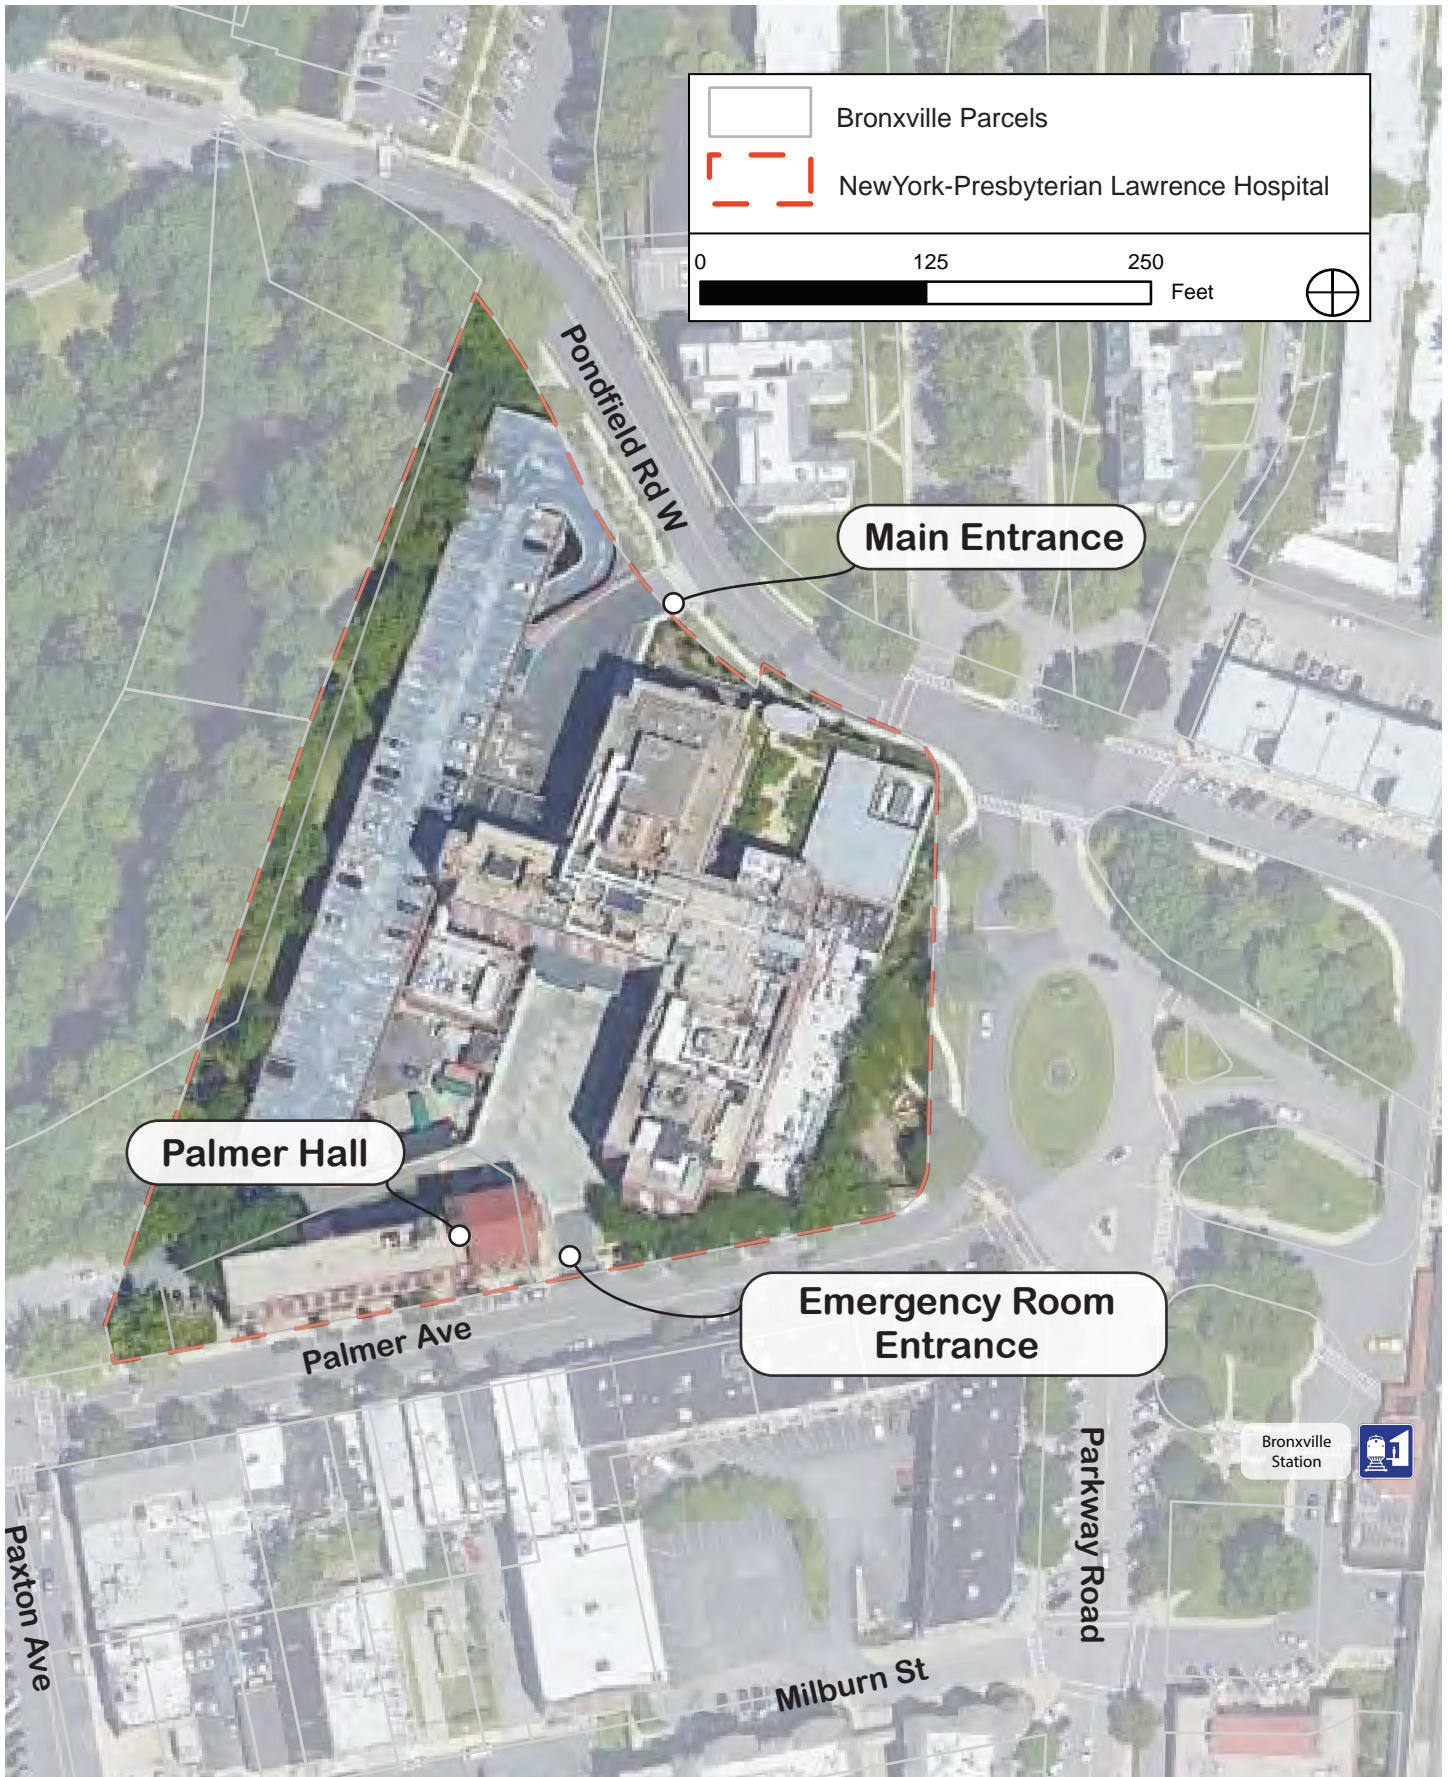 Bronxville Parcels
NewYork-Presbyterian Lawrence Hospital
0 125 250
Feet
Pondfield Rd W
Main Entrance
Palmer Hall
Emergency Room
Entrance
Palmer Ave
Bronxville
Station
Parkway Road
Paxton Ave
Milburn St